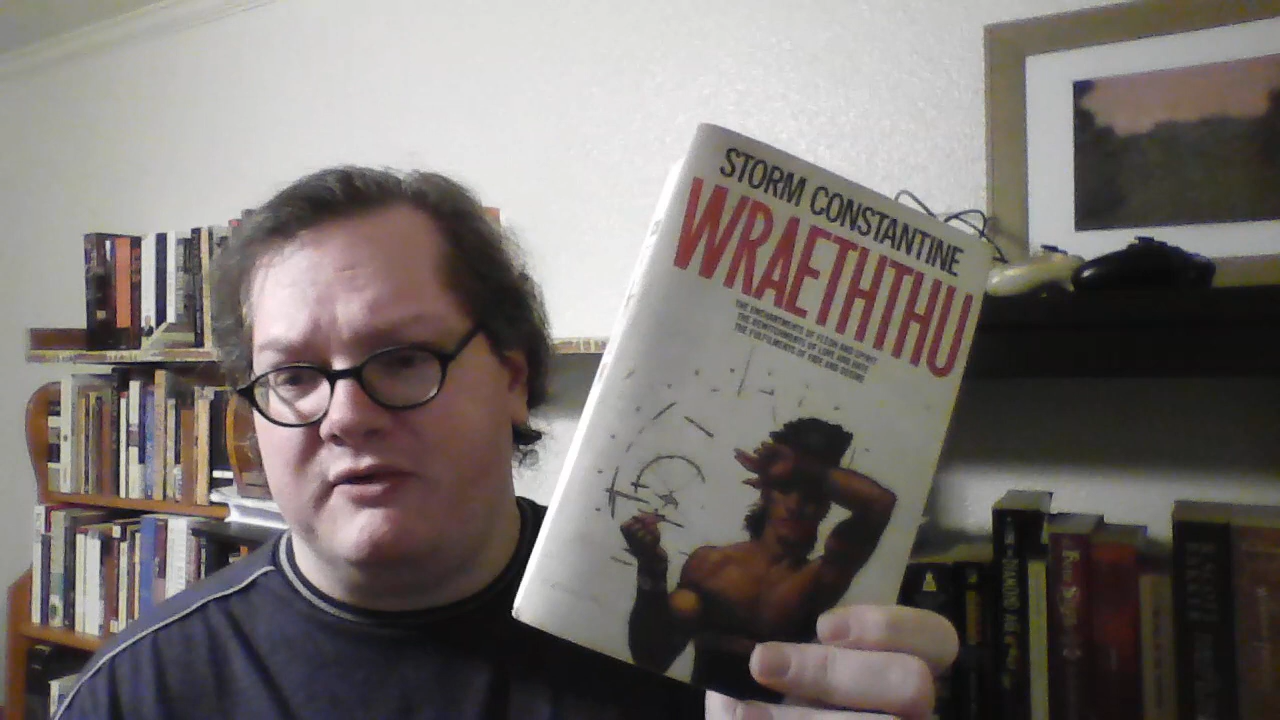 STORM CONSTANTINE
WRAETHTHU
THE ENCHANTMENTS OF FLESH AND SPIRIT
THE BEWITCHMENTS OF LOVE AND HATE
THE FULFILMENTS OF FATE AND DESIRE